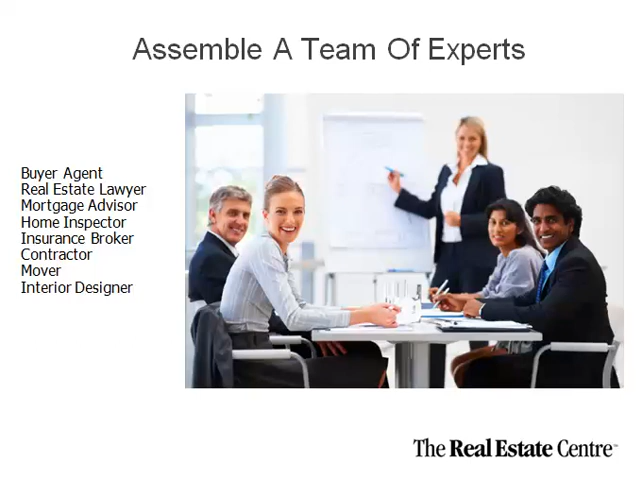 Assemble A Team Of Experts
Buyer Agent
Real Estate Lawyer
Mortgage Advisor
Home Inspector
Insurance Broker
Contractor
Mover
Interior Designer
The Real Estate Centre™